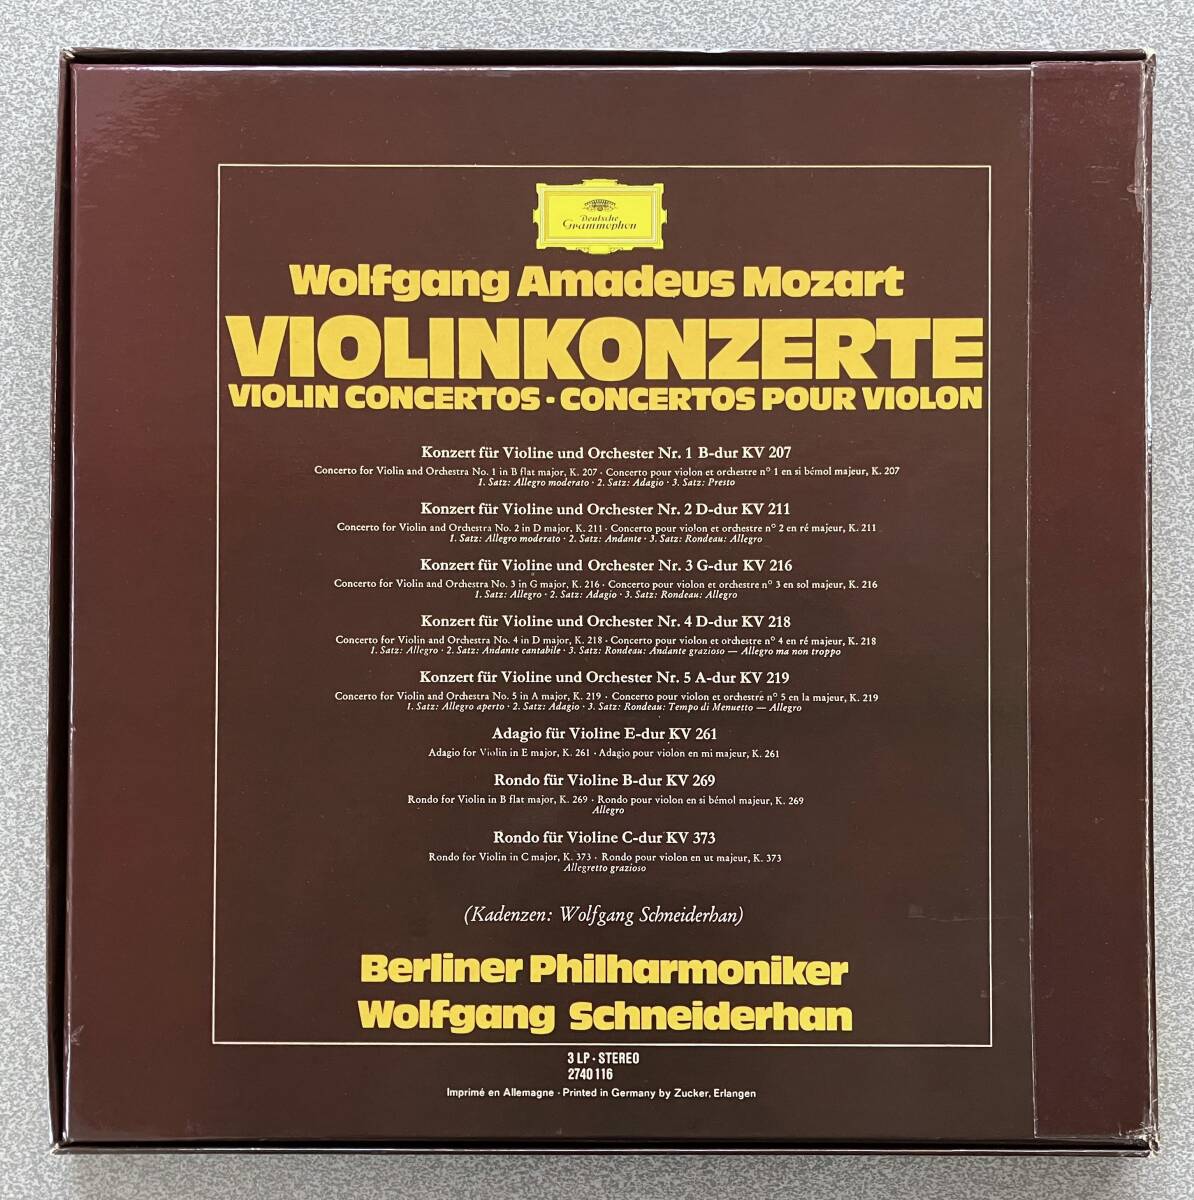 Deutsche
Grammophon
Wolfgang Amadeus Mozart
VIOLINKONZERTE
VIOLIN CONCERTOS - CONCERTOS POUR VIOLON
Konzert für Violine und Orchester Nr. 1 B-dur KV 207
Concerto for Violin and Orchestra No. 1 in B flat major, K. 207 · Concerto pour violon et orchestre n° 1 en si bémol majeur, K. 207
1. Satz: Allegro moderato · 2. Satz: Adagio · 3. Satz: Presto
Konzert für Violine und Orchester Nr. 2 D-dur KV 211
Concerto for Violin and Orchestra No. 2 in D major, K. 211 · Concerto pour violon et orchestre n° 2 en ré majeur, K. 211
1. Satz: Allegro moderato · 2. Satz: Andante · 3. Satz: Rondeau: Allegro
Konzert für Violine und Orchester Nr. 3 G-dur KV 216
Concerto for Violin and Orchestra No. 3 in G major, K. 216 · Concerto pour violon et orchestre n° 3 en sol majeur, K. 216
1. Satz: Allegro · 2. Satz: Adagio · 3. Satz: Rondeau: Allegro
Konzert für Violine und Orchester Nr. 4 D-dur KV 218
Concerto for Violin and Orchestra No. 4 in D major, K. 218 · Concerto pour violon et orchestre n° 4 en ré majeur, K. 218
1. Satz: Allegro · 2. Satz: Andante cantabile · 3. Satz: Rondeau: Andante grazioso — Allegro ma non troppo
Konzert für Violine und Orchester Nr. 5 A-dur KV 219
Concerto for Violin and Orchestra No. 5 in A major, K. 219 · Concerto pour violon et orchestre n° 5 en la majeur, K. 219
1. Satz: Allegro aperto · 2. Satz: Adagio · 3. Satz: Rondeau: Tempo di Menuetto — Allegro
Adagio für Violine E-dur KV 261
Adagio for Violin in E major, K. 261 · Adagio pour violon en mi majeur, K. 261
Rondo für Violine B-dur KV 269
Rondo for Violin in B flat major, K. 269 · Rondo pour violon en si bémol majeur, K. 269
Allegro
Rondo für Violine C-dur KV 373
Rondo for Violin in C major, K. 373 · Rondo pour violon en ut majeur, K. 373
Allegretto grazioso
(Kadenzen: Wolfgang Schneiderhan)
Berliner Philharmoniker
Wolfgang Schneiderhan
3 LP · STEREO
2740 116
Imprimé en Allemagne · Printed in Germany by Zucker, Erlangen